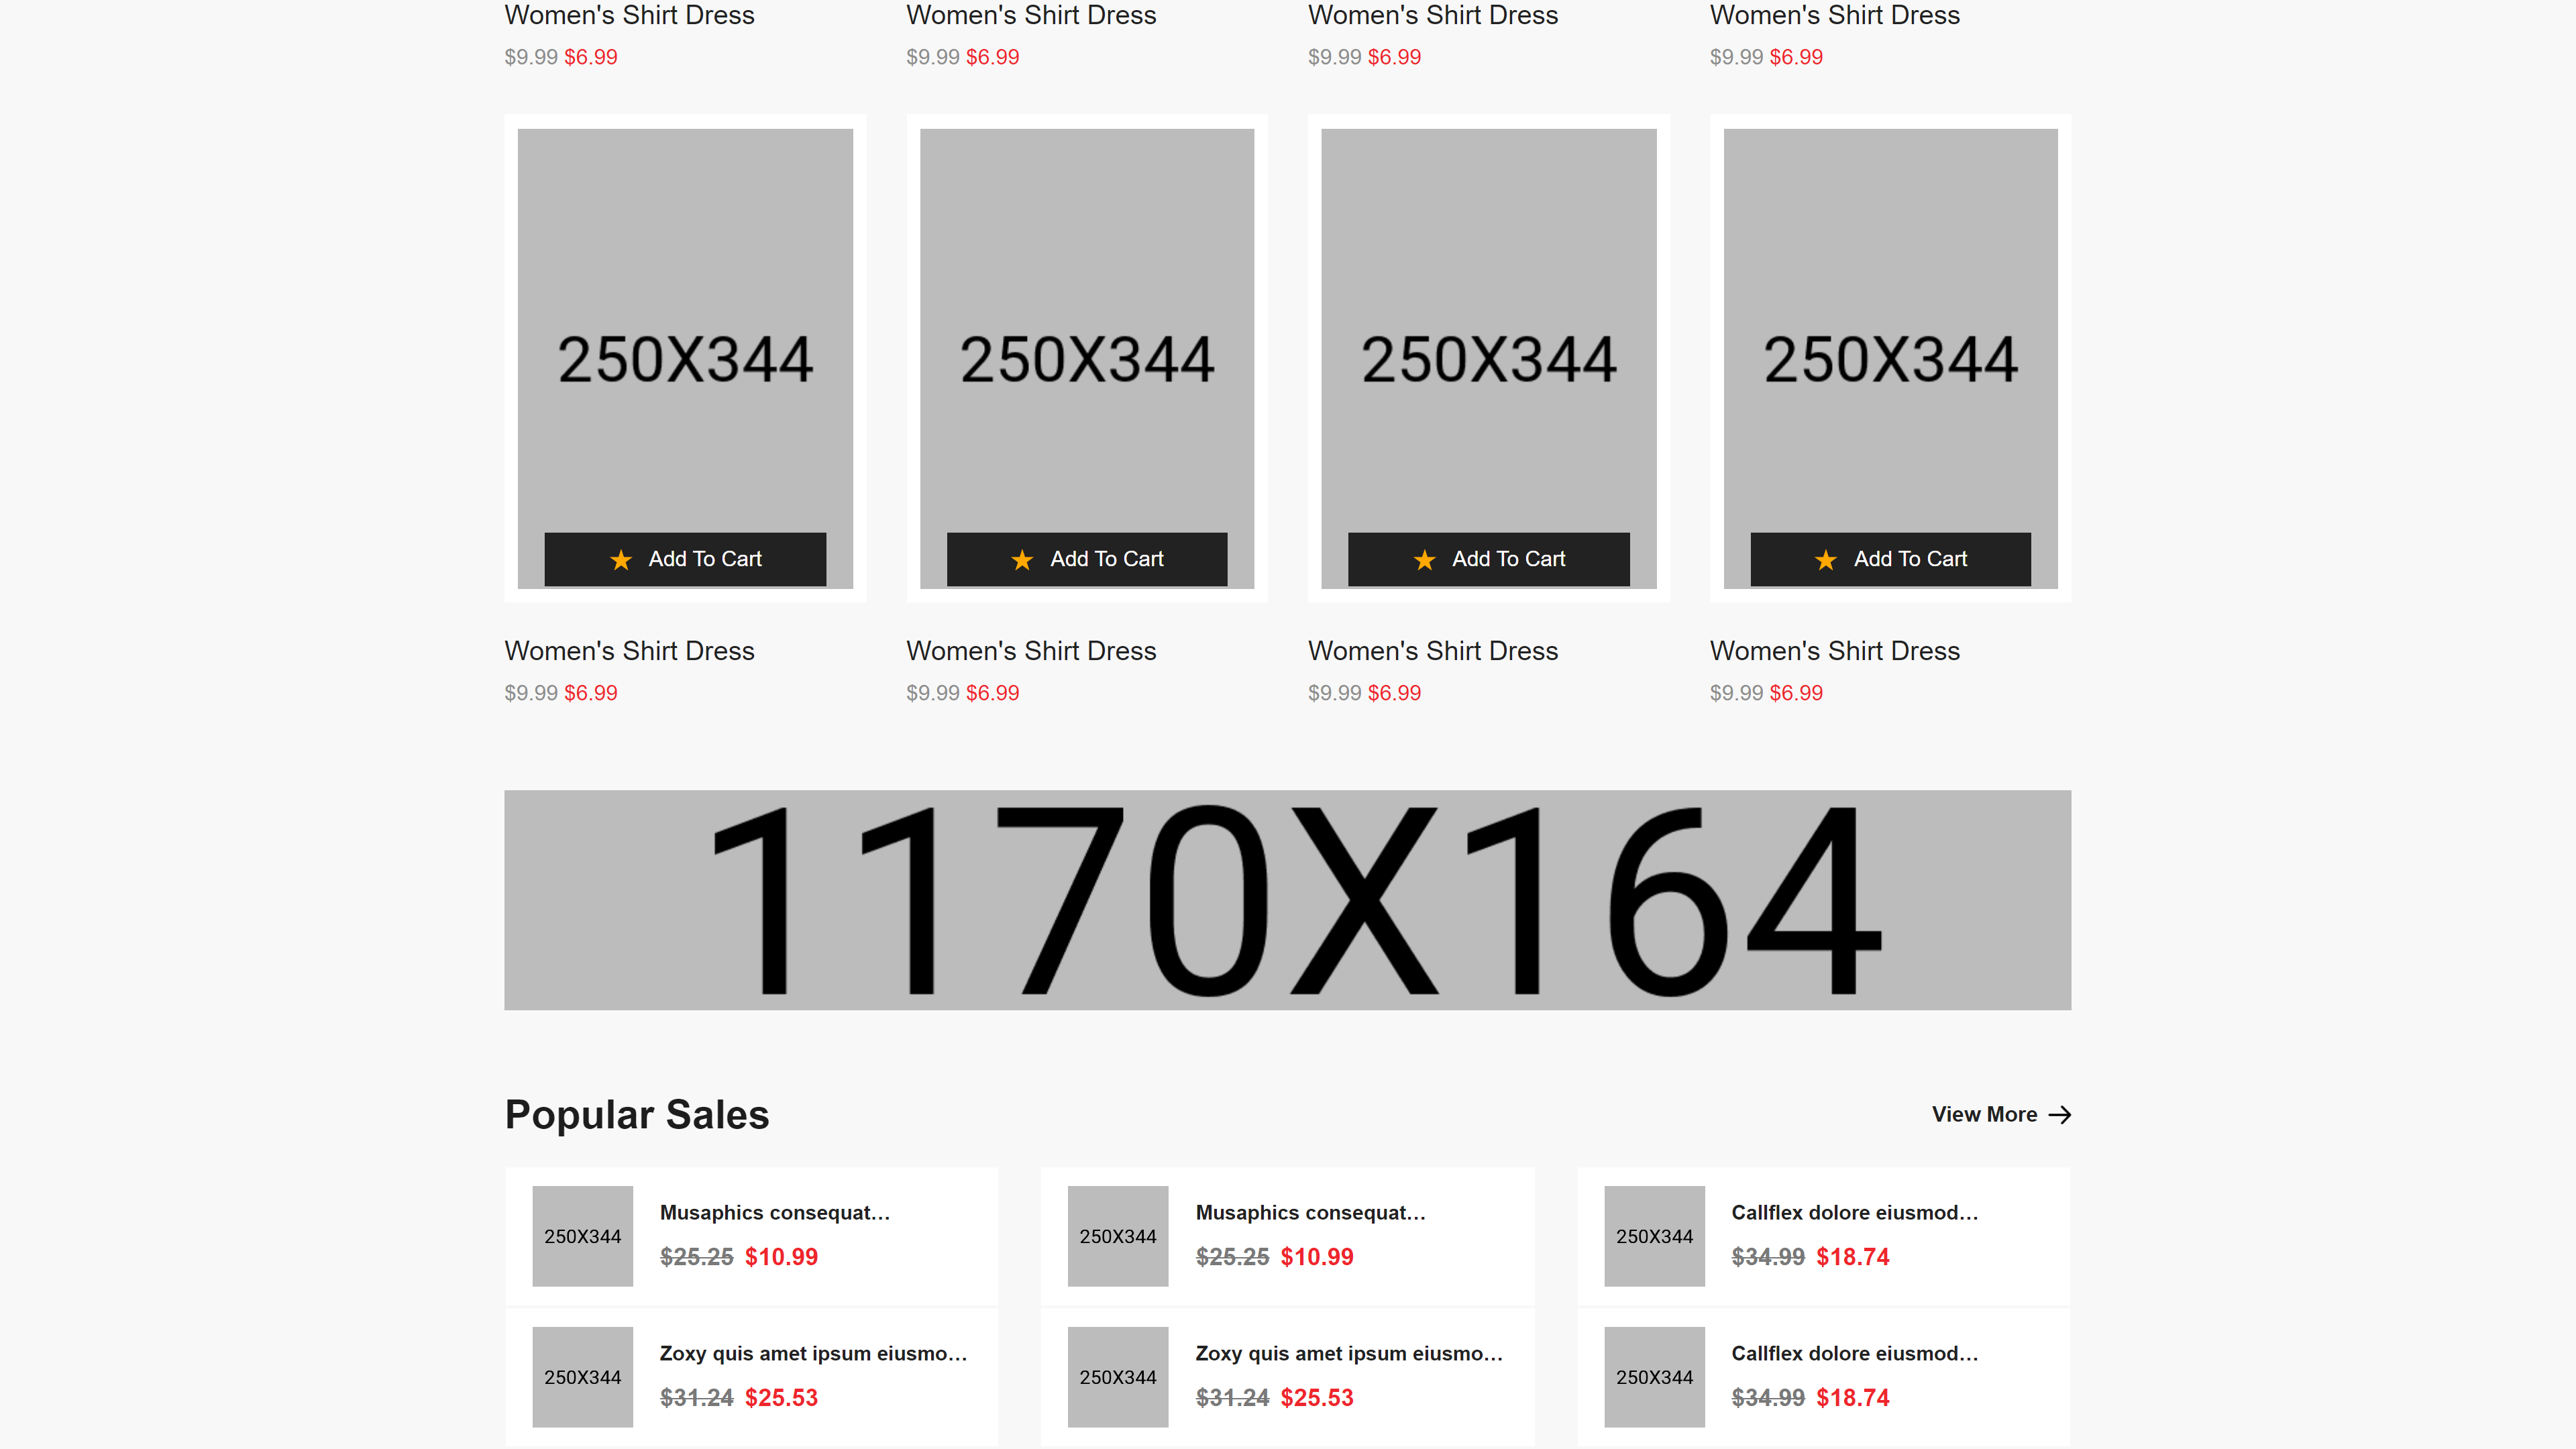 Women's Shirt Dress Women's Shirt Dress Women's Shirt Dress Women's Shirt Dress
$9.99 $6.99 $9.99 $6.99 $9.99 $6.99 $9.99 $6.99
250X344 250X344 250X344 250X344
Add To Cart Add To Cart Add To Cart Add To Cart
Women's Shirt Dress Women's Shirt Dress Women's Shirt Dress Women's Shirt Dress
$9.99 $6.99 $9.99 $6.99 $9.99 $6.99 $9.99 $6.99
1170X164
Popular Sales View More
250X344
Musaphics consequat...
$25.25 $10.99
250X344
Musaphics consequat...
$25.25 $10.99
250X344
Callflex dolore eiusmod...
$34.99 $18.74
250X344
Zoxy quis amet ipsum eiusmo...
$31.24 $25.53
250X344
Zoxy quis amet ipsum eiusmo...
$31.24 $25.53
250X344
Callflex dolore eiusmod...
$34.99 $18.74